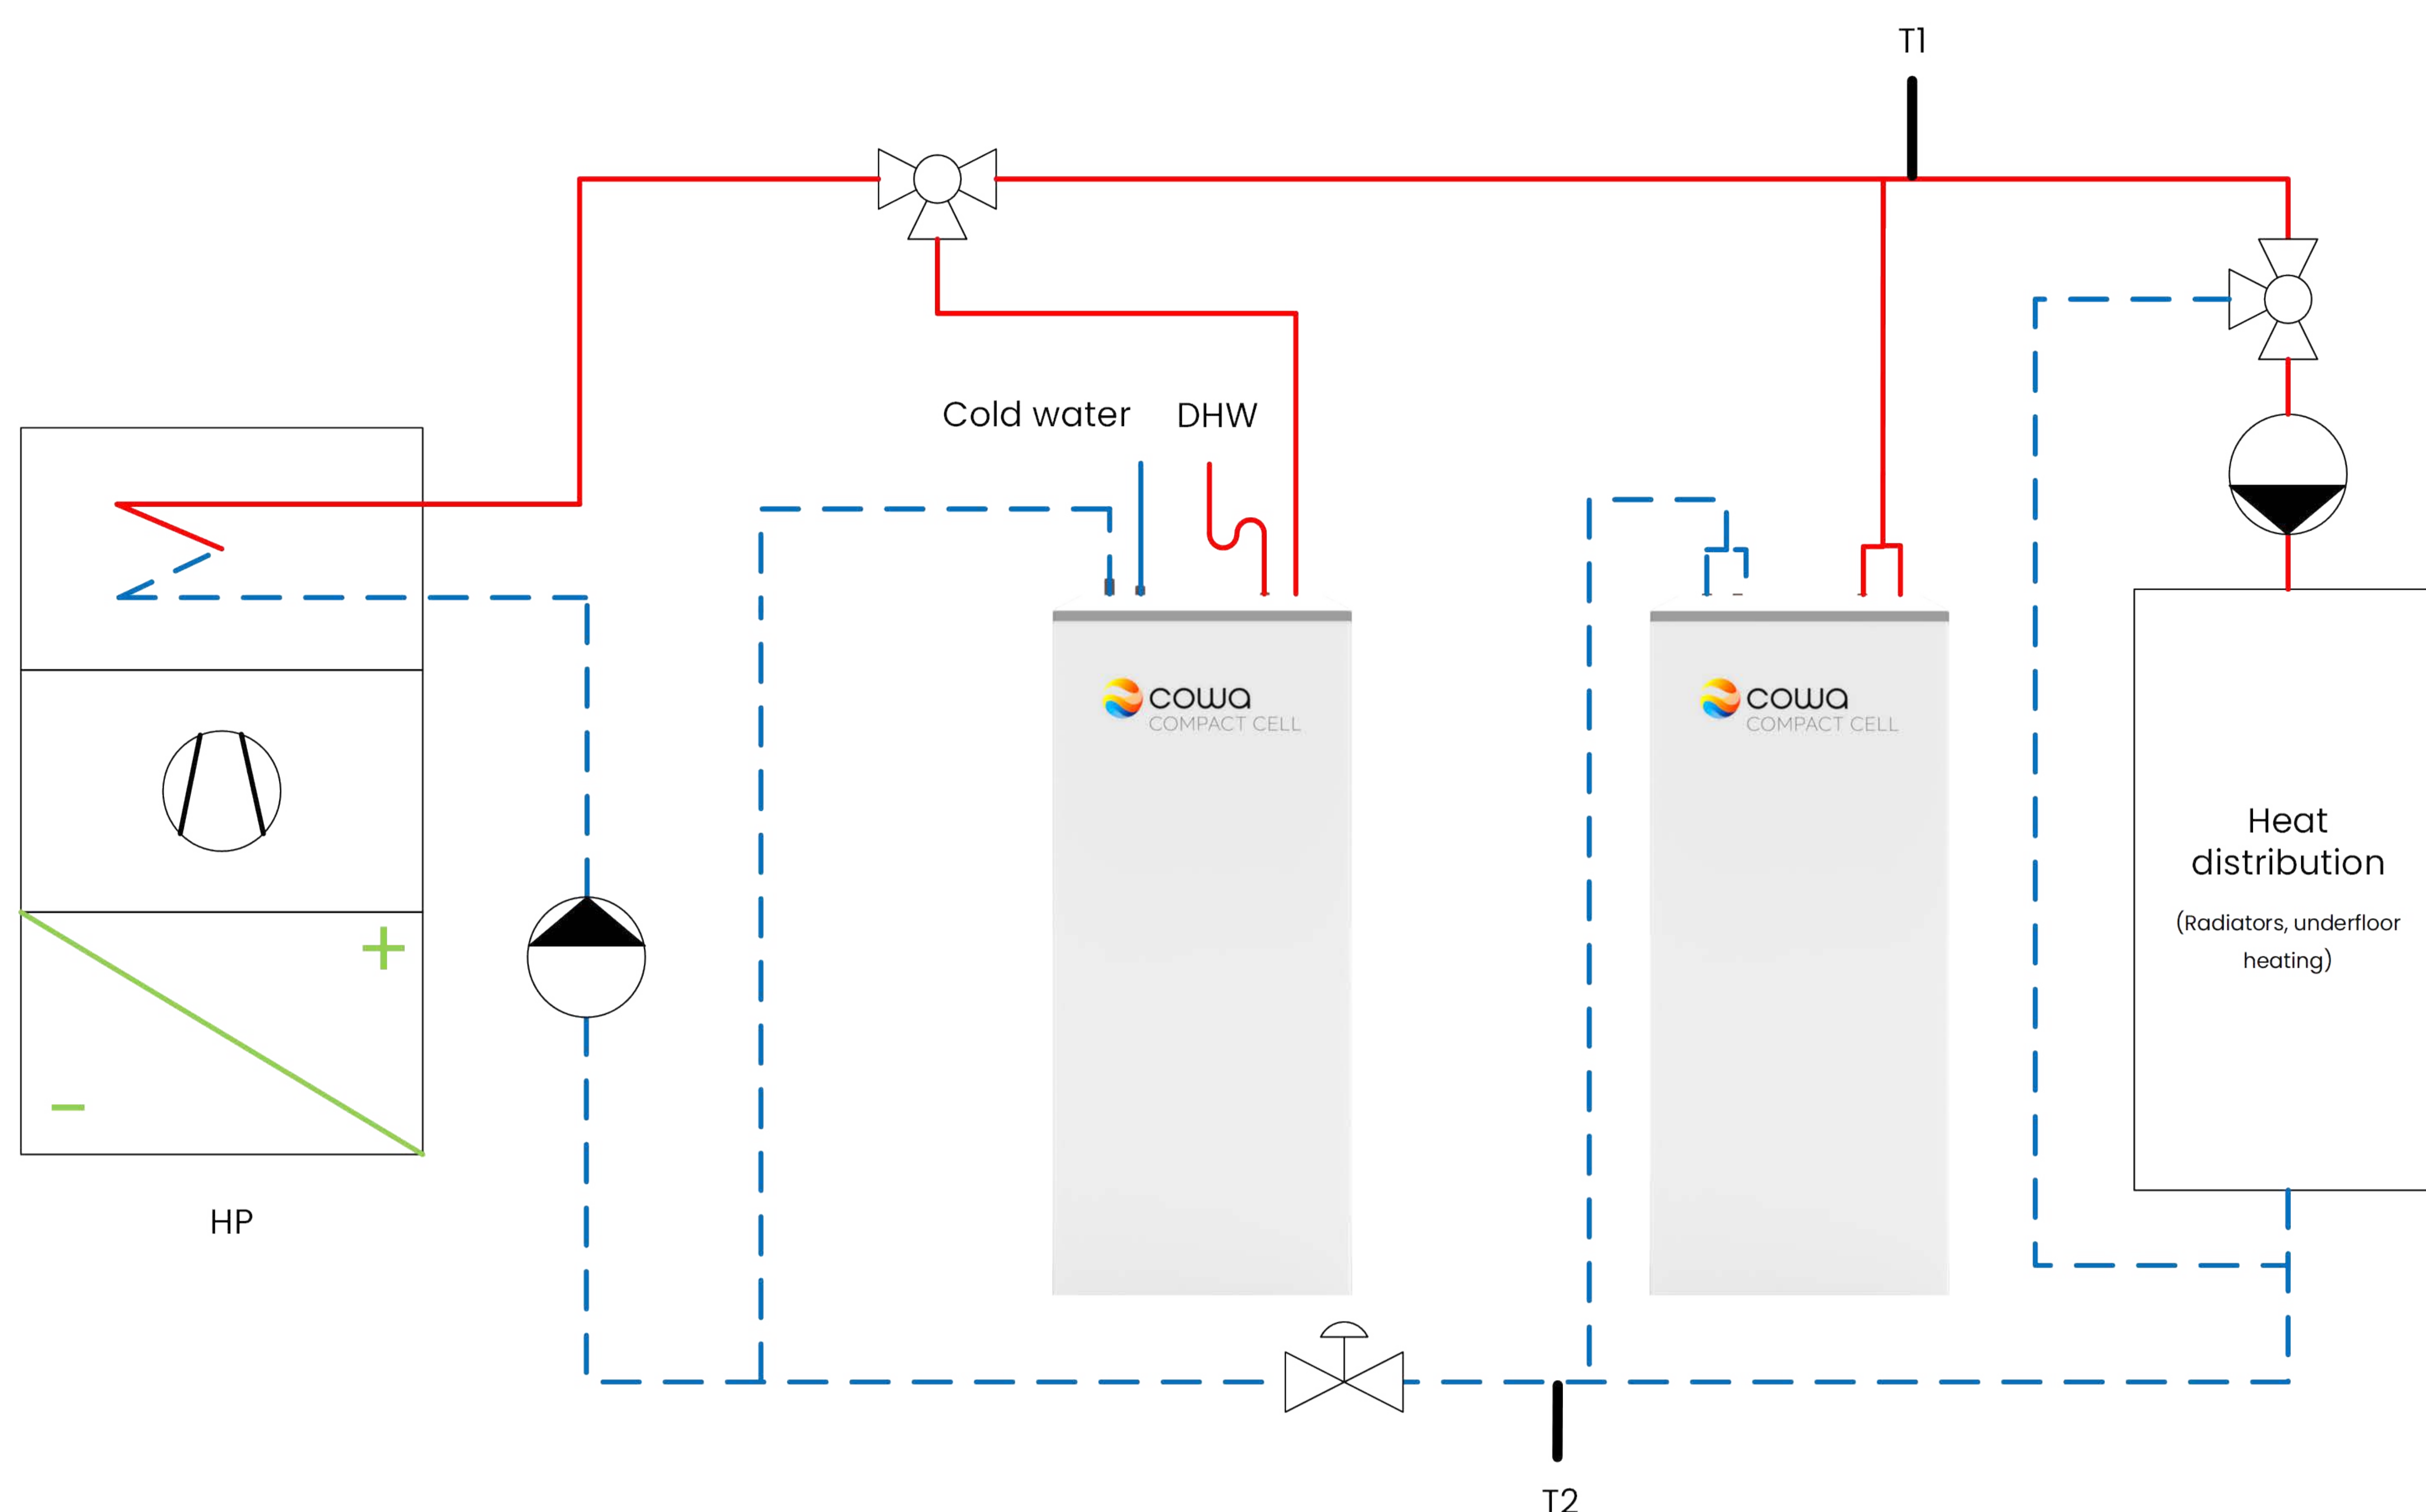 T1
Cold water
DHW
cowa
COMPACT CELL
cowa
COMPACT CELL
Heat
distribution
(Radiators, underfloor
heating)
+
−
HP
T2